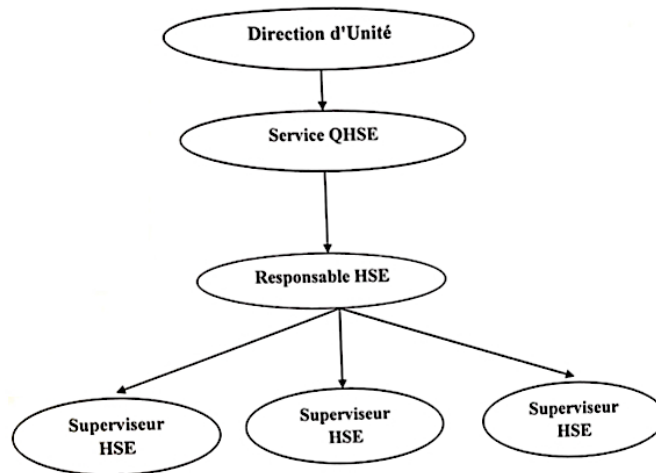 Direction d'Unité
Service QHSE
Responsable HSE
Superviseur
HSE
Superviseur
HSE
Superviseur
HSE